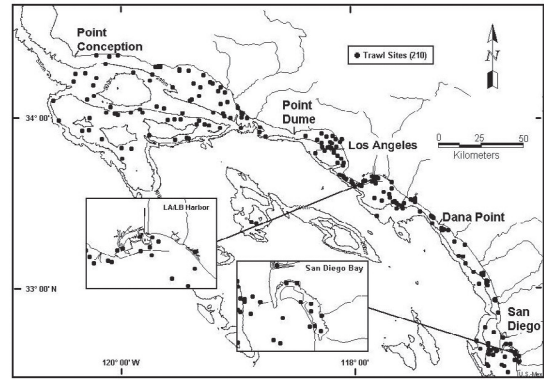 Point
Conception
N
Trawl Sites (210)
Point
Dume
34° 00' N
Los Angeles
0 25 50
Kilometers
LA/LB Harbor
Dana Point
San Diego Bay
33° 00' N
San
Diego
120° 00' W
118° 00' W